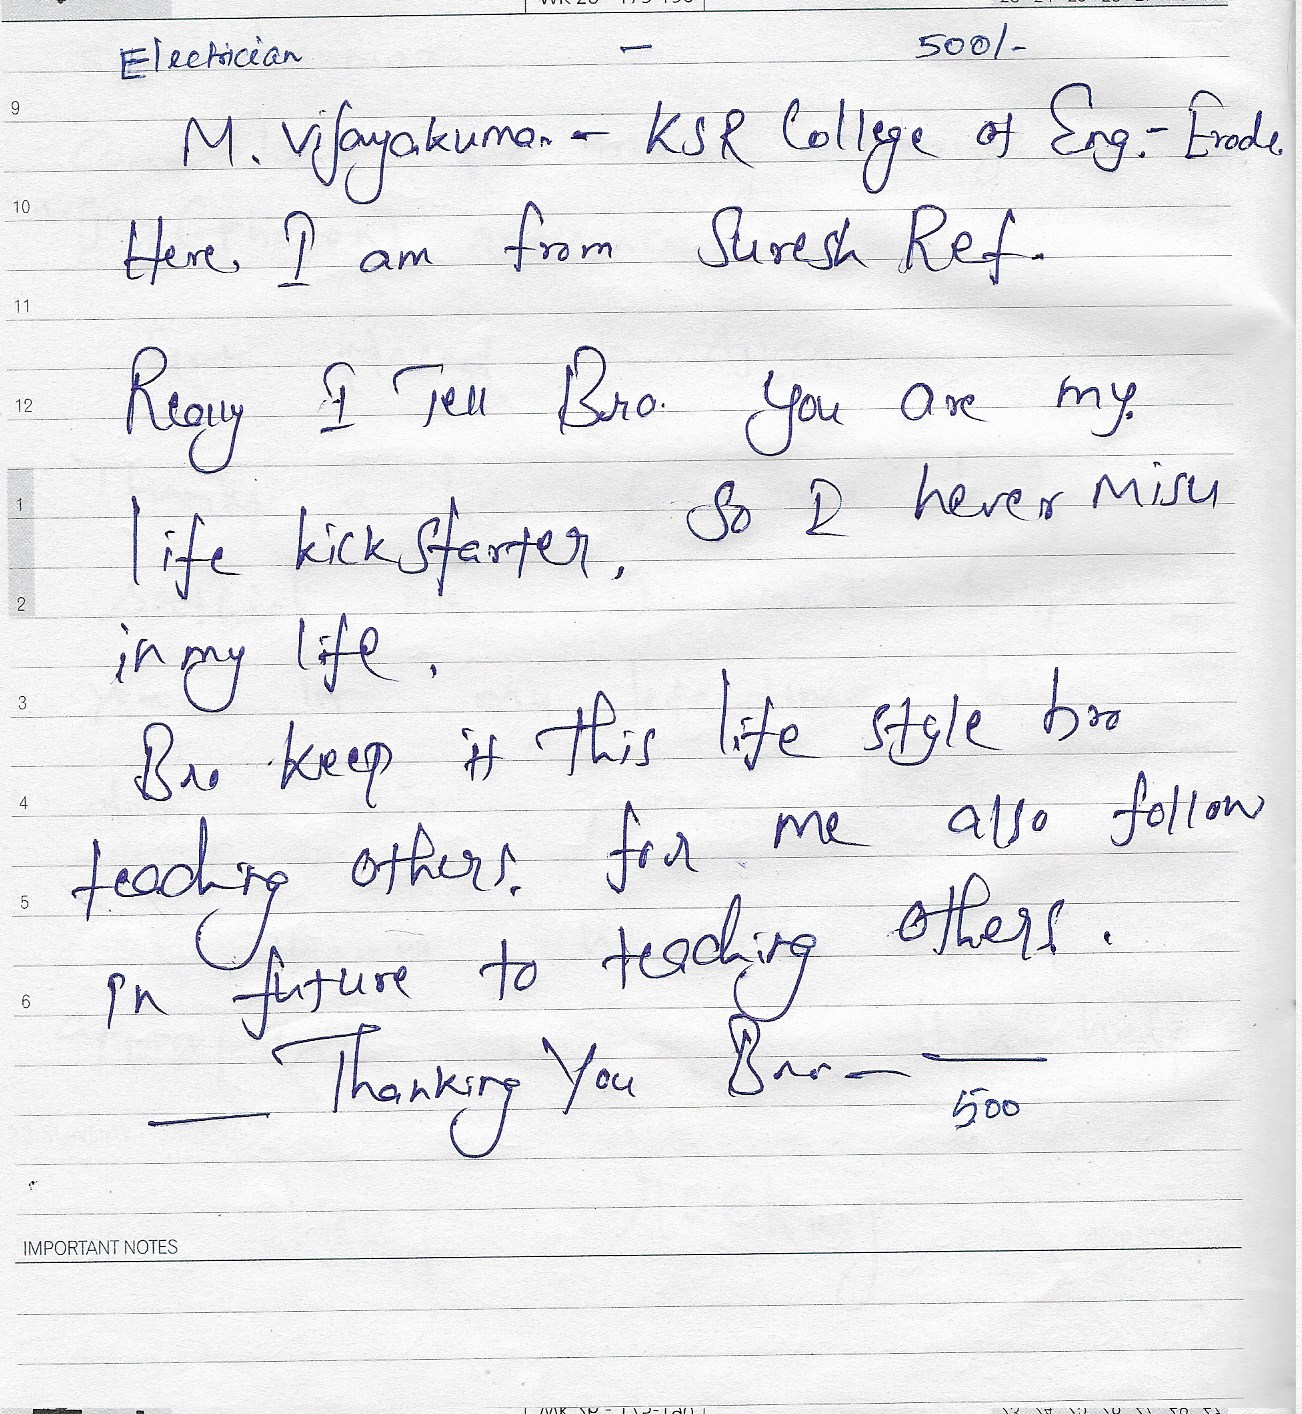 Electrician - 500/-
9
M. Vijayakumar. - KSR College of Eng. - Erode.
10
Here, I am from Suresh Ref.
11
Realy I Tell Bro. you are my.
12
life kick starter, So I never Misu
1
2
in my life,
3
Bro keep it this life style bro
4
teaching others. for me also follow
5
in future to teaching others.
6
Thanking You Bro -
500
IMPORTANT NOTES